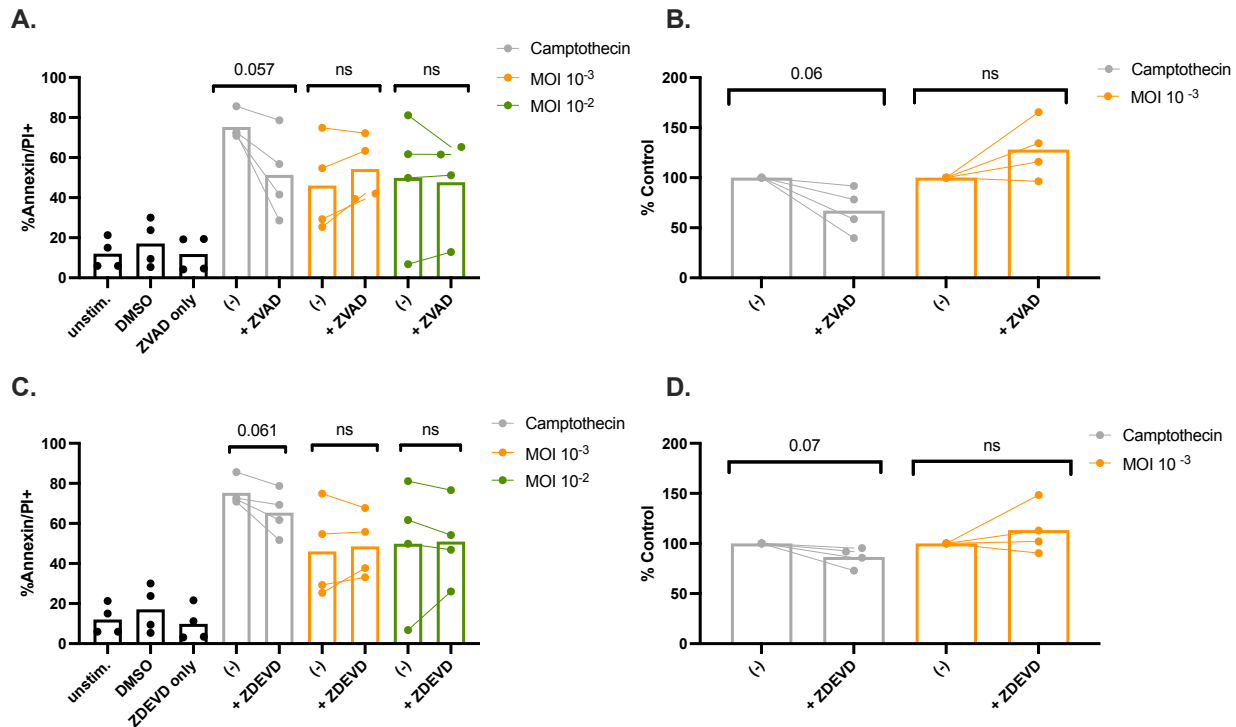 A.
%Annexin/PI+
100
80
60
40
20
0
0.057
ns
ns
Camptothecin
MOI 10-3
MOI 10-2
unstim.
DMSO
ZVAD only
(-)
+ ZVAD
(-)
+ ZVAD
(-)
+ ZVAD
B.
% Control
200
150
100
50
0
0.06
ns
Camptothecin
MOI 10 -3
(-)
+ ZVAD
(-)
+ ZVAD
C.
%Annexin/PI+
100
80
60
40
20
0
0.061
ns
ns
Camptothecin
MOI 10-3
MOI 10-2
unstim.
DMSO
ZDEVD only
(-)
+ ZDEVD
(-)
+ ZDEVD
(-)
+ ZDEVD
D.
% Control
200
150
100
50
0
0.07
ns
Camptothecin
MOI 10 -3
(-)
+ ZDEVD
(-)
+ ZDEVD